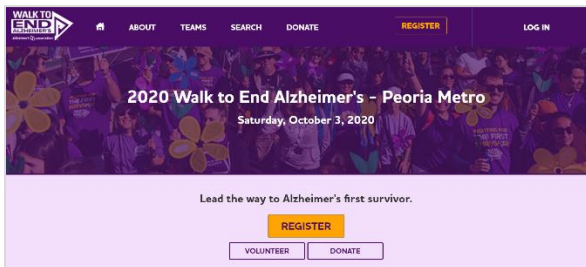 WALK TO
END
ALZHEIMER'S
ABOUT TEAMS SEARCH DONATE REGISTER LOG IN
2020 Walk to End Alzheimer's - Peoria Metro
Saturday, October 3, 2020
Lead the way to Alzheimer's first survivor.
REGISTER
VOLUNTEER DONATE